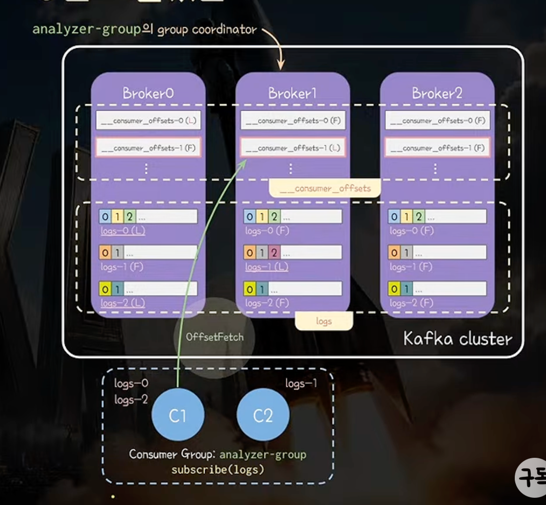 analyzer-group의 group coordinator
Broker0
Broker1
Broker2
__consumer_offsets-0 (L)
__consumer_offsets-0 (F)
__consumer_offsets-0 (F)
__consumer_offsets-1 (F)
__consumer_offsets-1 (L)
__consumer_offsets-1 (F)
__consumer_offsets
0 1 2 ...
0 1 2 ...
0 1 2 ...
logs-0 (L)
logs-0 (F)
logs-0 (F)
0 1 ...
0 1 2 ...
0 1 ...
logs-1 (F)
logs-1 (L)
logs-1 (F)
0 1 ...
0 1 ...
0 1 ...
logs-2 (L)
logs-2 (F)
logs-2 (F)
logs
OffsetFetch
Kafka cluster
logs-0
logs-1
logs-2
C1
C2
Consumer Group: analyzer-group
subscribe(logs)